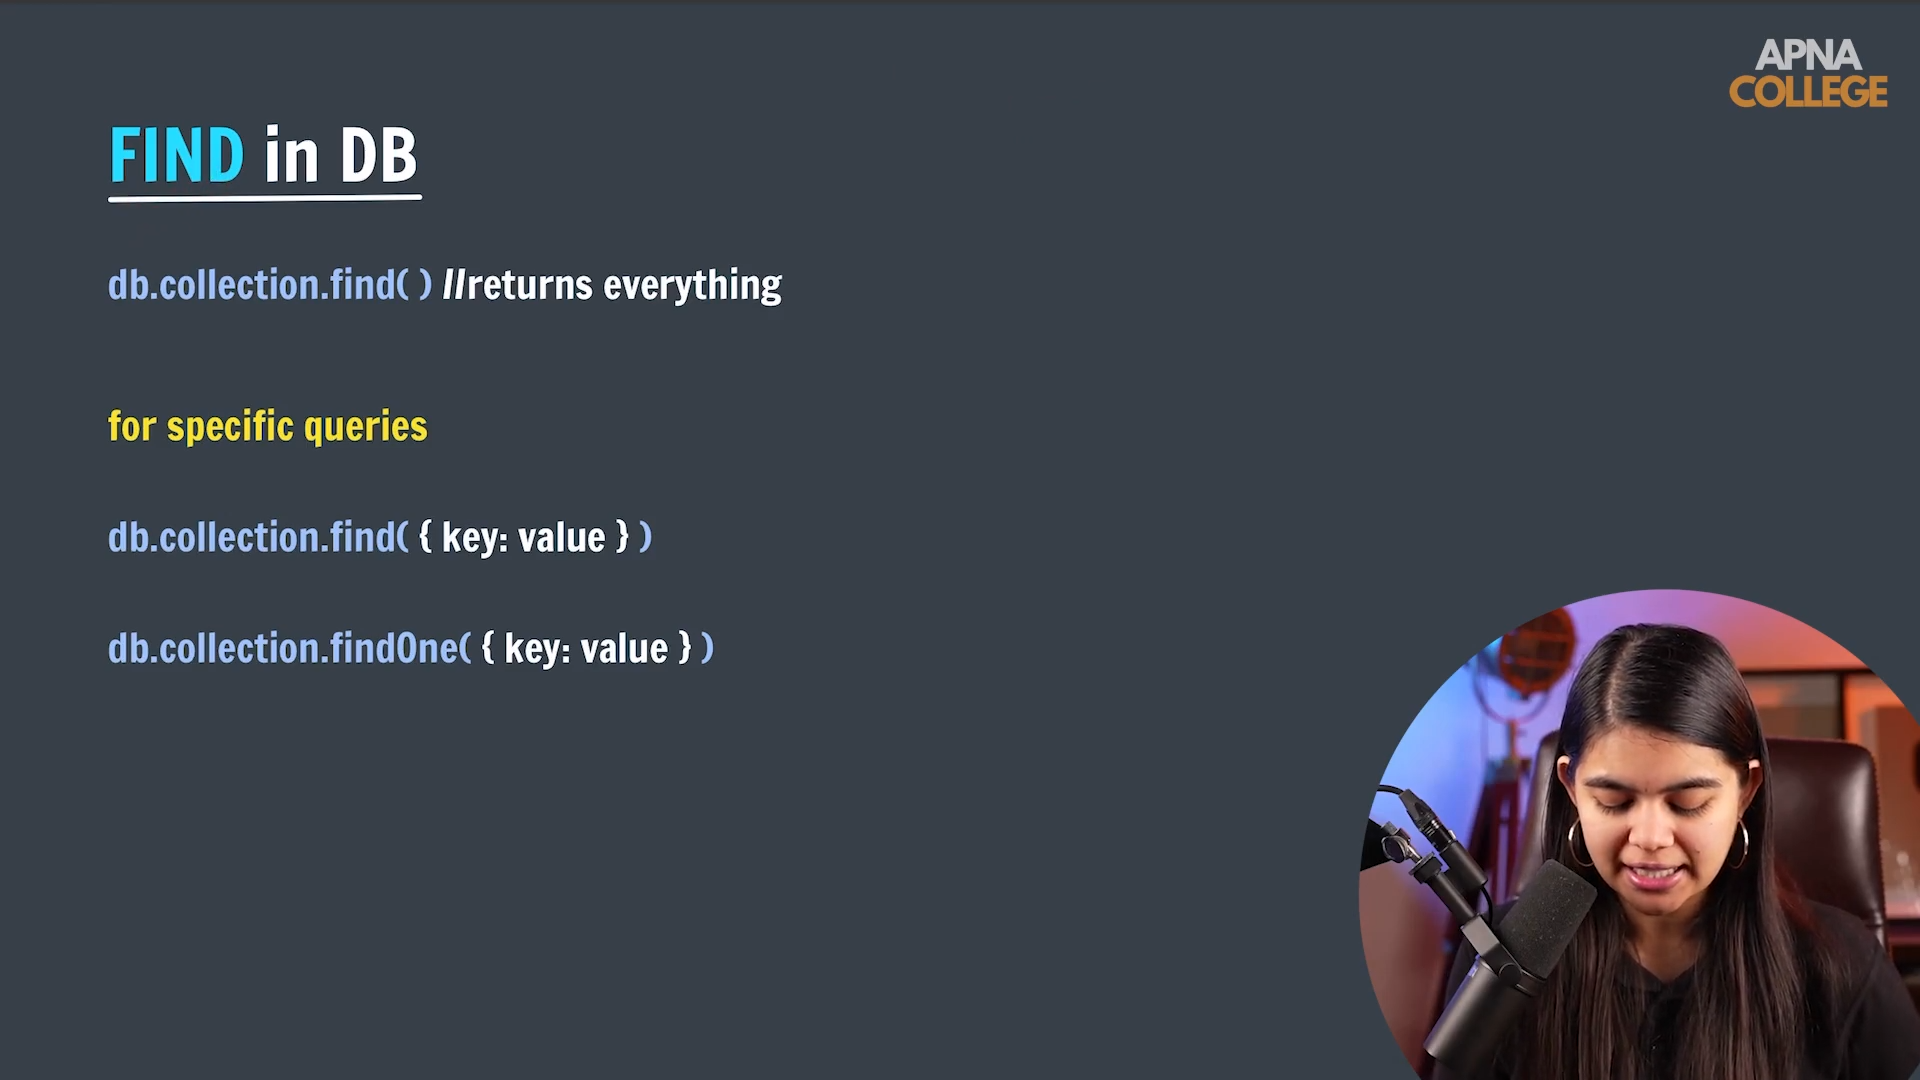 APNA
COLLEGE
FIND in DB
db.collection.find( ) //returns everything
for specific queries
db.collection.find( { key: value } )
db.collection.findOne( { key: value } )